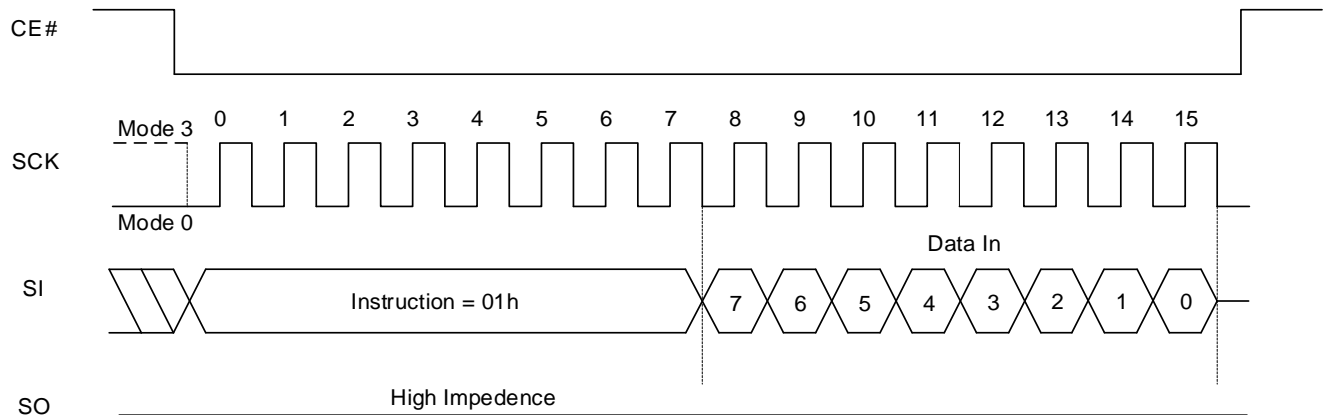 CE#
0 1 2 3 4 5 6 7 8 9 10 11 12 13 14 15
Mode 3
SCK
Mode 0
Data In
SI
Instruction = 01h
7 6 5 4 3 2 1 0
High Impedence
SO